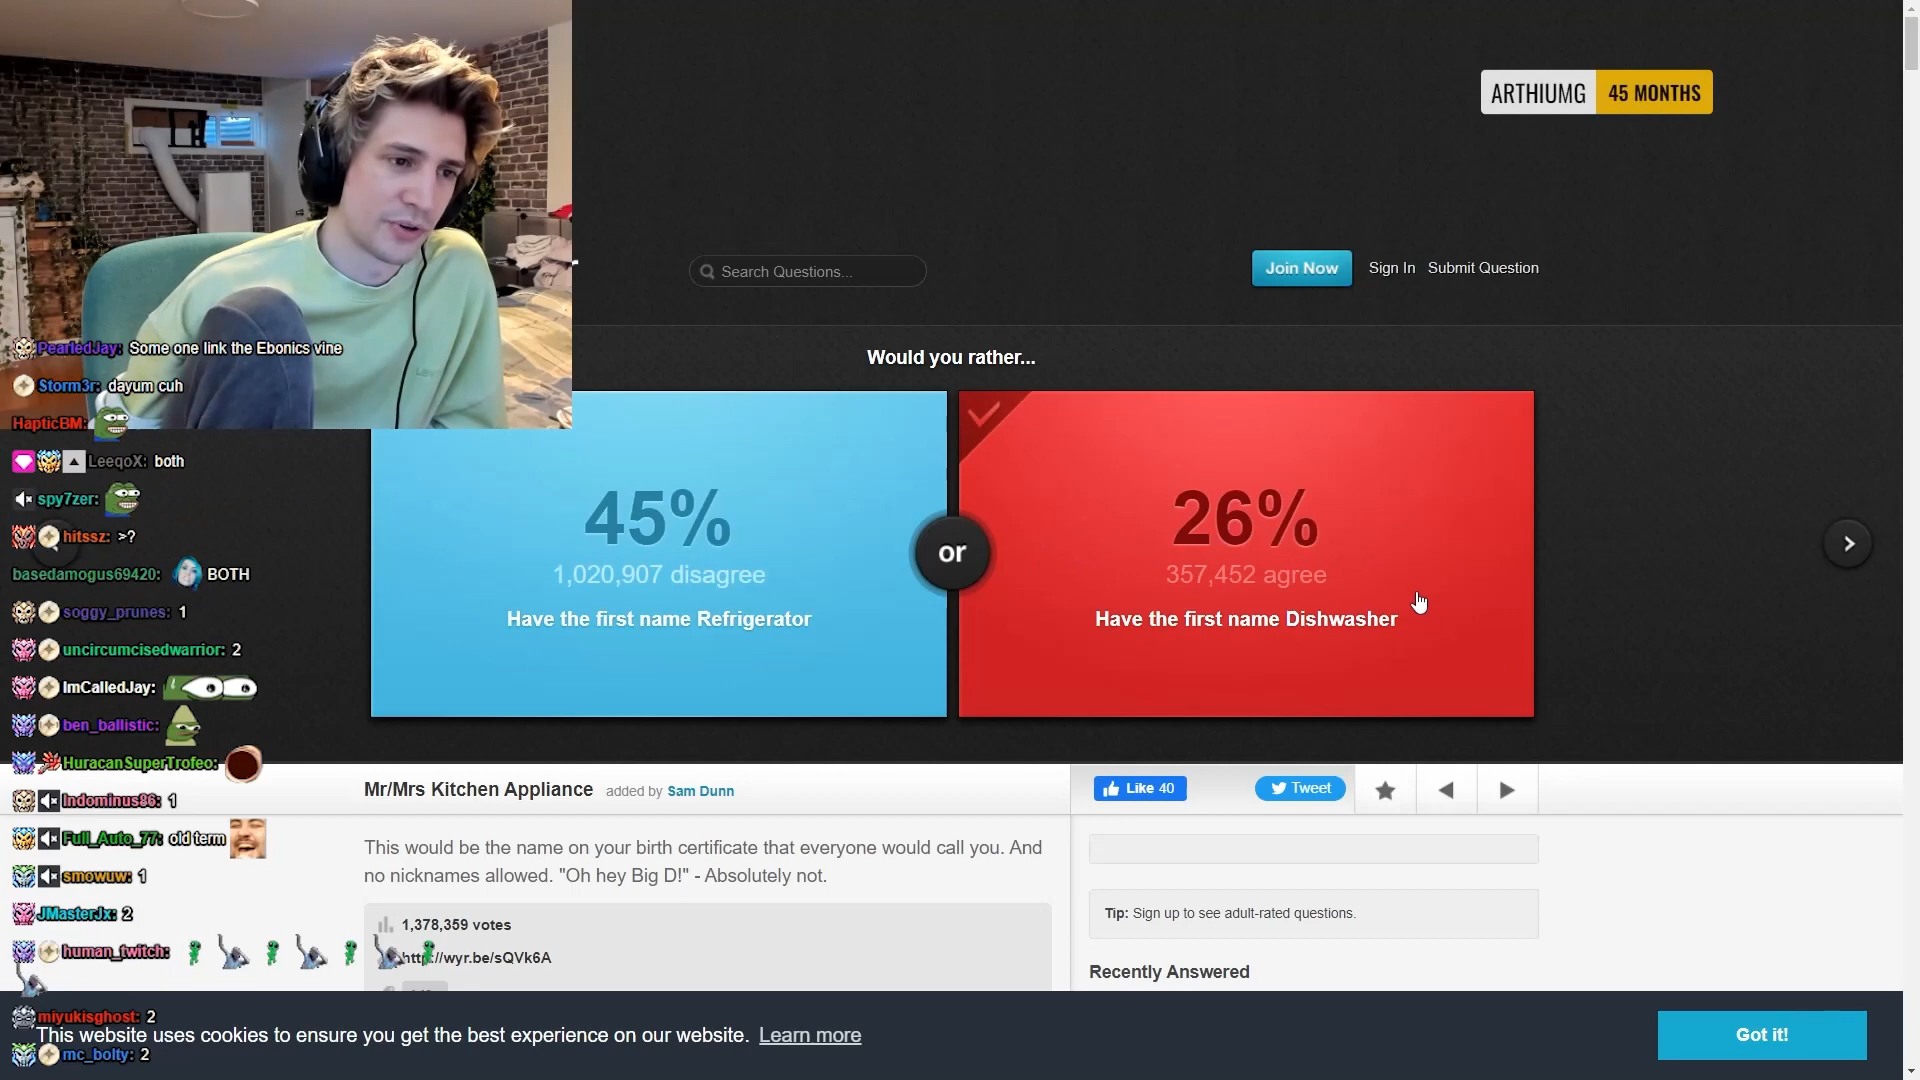 ARTHIUMG 45 MONTHS
Search Questions...
Join Now
Sign In
Submit Question
Would you rather...
PearledJay: Some one link the Ebonics vine
Storm3r: dayum cuh
HapticBM:
LeeqoX: both
spy7zer:
hitssz: >?
basedamogus69420: BOTH
soggy_prunes: 1
uncircumcisedwarrior: 2
ImCalledJay:
ben_ballistic:
HuracanSuperTrofeo:
Indominus86: 1
Full_Auto_77: old term
smowuw: 1
JMasterJx: 2
human_twitch:
miyukisghost: 2
mc_bolty: 2
45%
1,020,907 disagree
Have the first name Refrigerator
or
26%
357,452 agree
Have the first name Dishwasher
Mr/Mrs Kitchen Appliance added by Sam Dunn
Like 40
Tweet
This would be the name on your birth certificate that everyone would call you. And
no nicknames allowed. "Oh hey Big D!" - Absolutely not.
1,378,359 votes
http://wyr.be/sQVk6A
Tip: Sign up to see adult-rated questions.
Recently Answered
This website uses cookies to ensure you get the best experience on our website. Learn more
Got it!